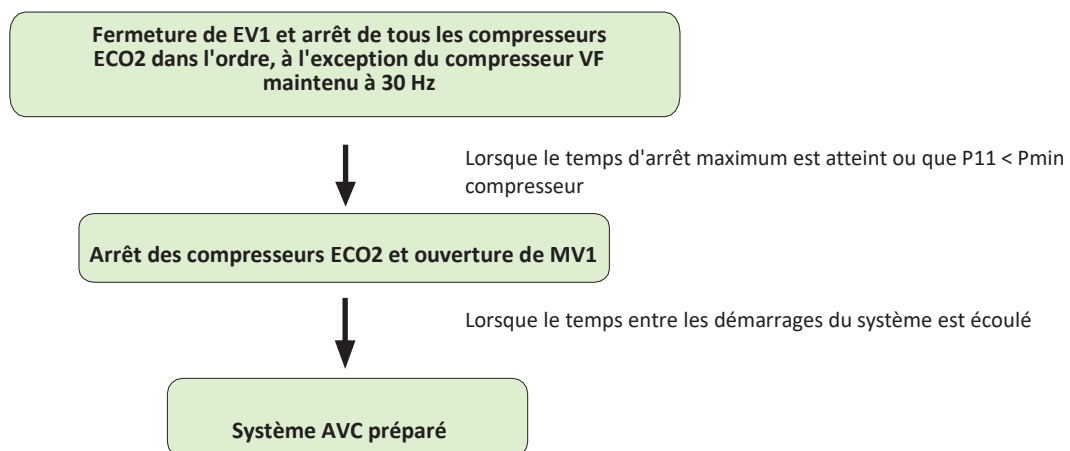 Fermeture de EV1 et arrêt de tous les compresseurs
ECO2 dans l'ordre, à l'exception du compresseur VF
maintenu à 30 Hz
Lorsque le temps d'arrêt maximum est atteint ou que P11 < Pmin
compresseur
Arrêt des compresseurs ECO2 et ouverture de MV1
Lorsque le temps entre les démarrages du système est écoulé
Système AVC préparé